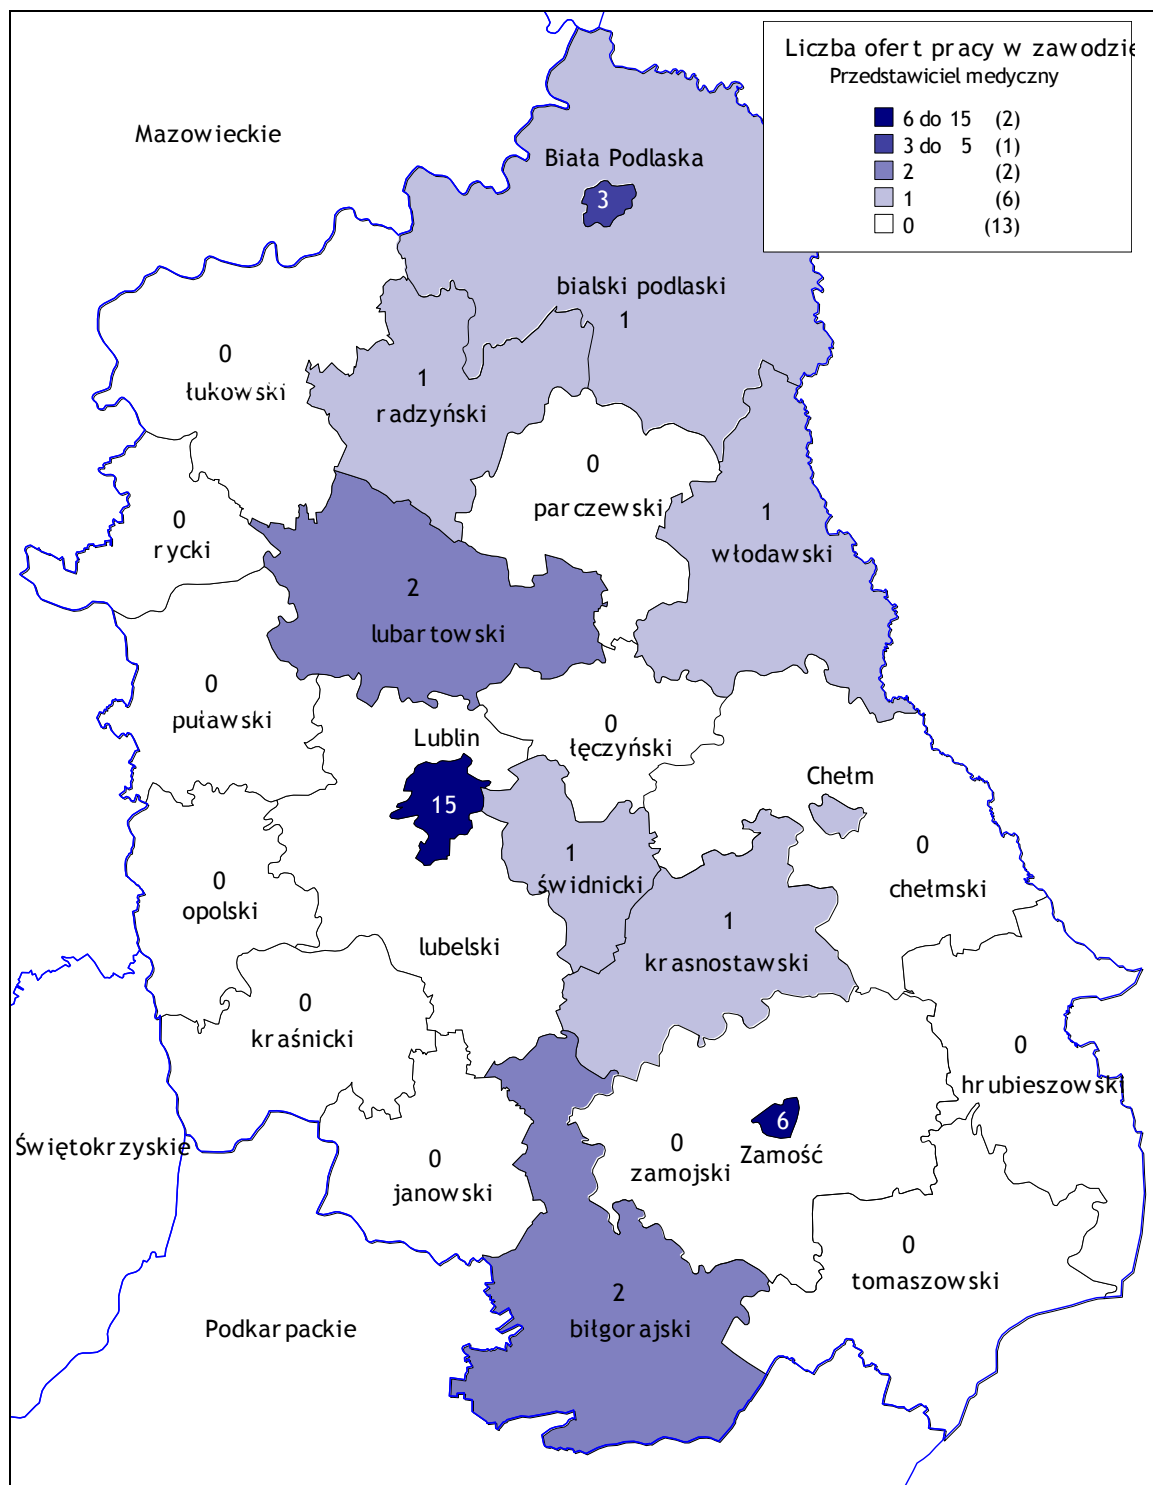 Liczba ofert pracy w zawodzie
Przedstawiciel medyczny
6 do 15 (2)
3 do 5 (1)
2 (2)
1 (6)
0 (13)
Mazowieckie
Biała Podlaska
3
bialski podlaski
1
0
łukowski
1
radzyński
0
parczewski
1
włodawski
0
rycki
2
lubartowski
0
puławski
0
łęczyński
Lublin
15
Chełm
0
chełmski
1
świdnicki
0
opolski
1
krasnostawski
lubelski
0
kraśnicki
0
hrubieszowski
6
Zamość
0
zamojski
Świętokrzyskie
0
janowski
0
tomaszowski
2
biłgorajski
Podkarpackie